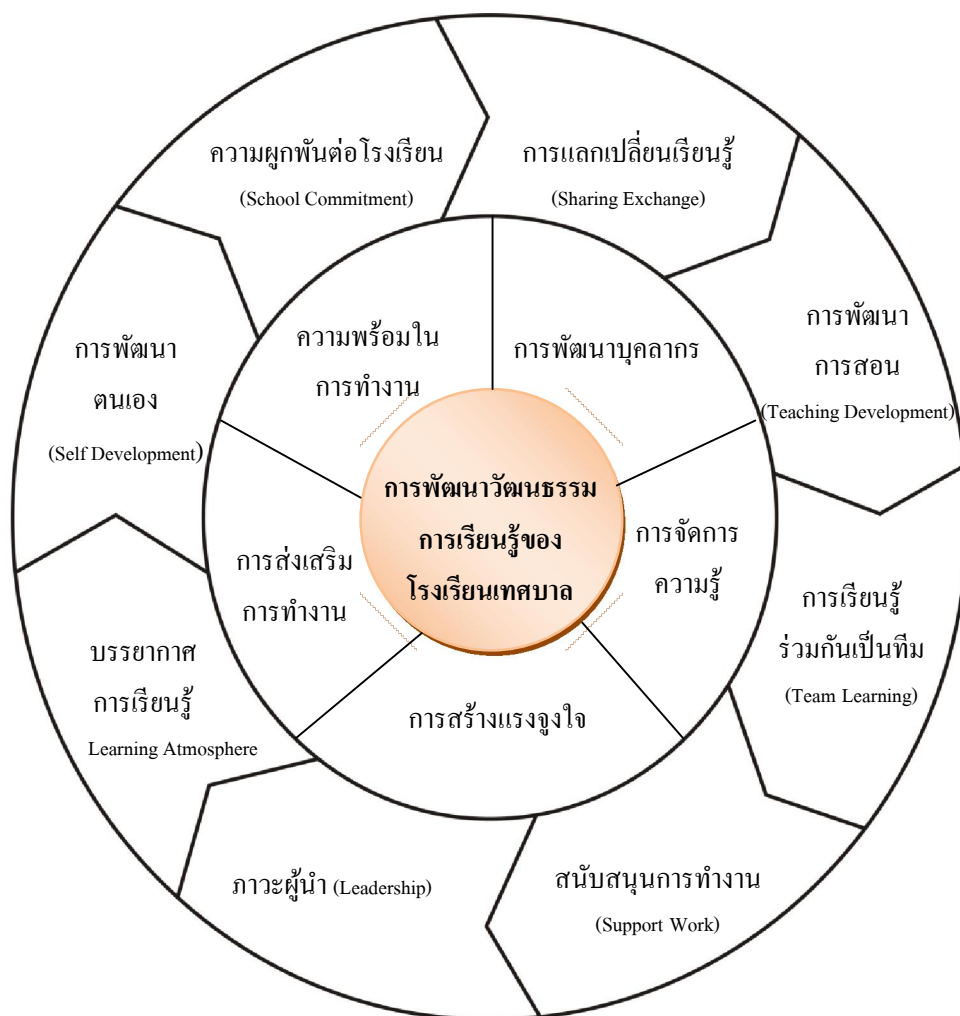 ความผูกพันต่อโรงเรียน
(School Commitment)
การแลกเปลี่ยนเรียนรู้
(Sharing Exchange)
การพัฒนา
การสอน
(Teaching Development)
การเรียนรู้
ร่วมกันเป็นทีม
(Team Learning)
สนับสนุนการทำงาน
(Support Work)
ภาวะผู้นำ (Leadership)
บรรยากาศ
การเรียนรู้
Learning Atmosphere
การพัฒนา
ตนเอง
(Self Development)
ความพร้อมใน
การทำงาน
การพัฒนาบุคลากร
การจัดการ
ความรู้
การสร้างแรงจูงใจ
การส่งเสริม
การทำงาน
การพัฒนาวัฒนธรรม
การเรียนรู้ของ
โรงเรียนเทศบาล